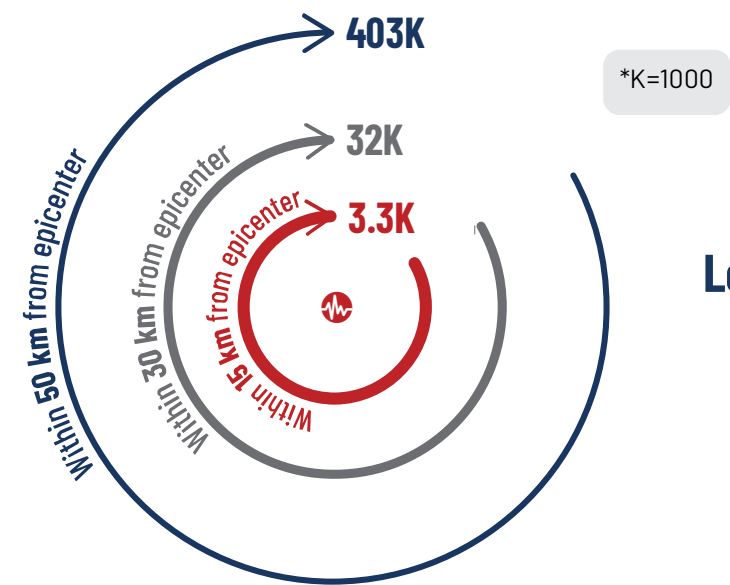 403K
*K=1000
32K
3.3K
Within 50 km from epicenter
Within 30 km from epicenter
Within 15 km from epicenter